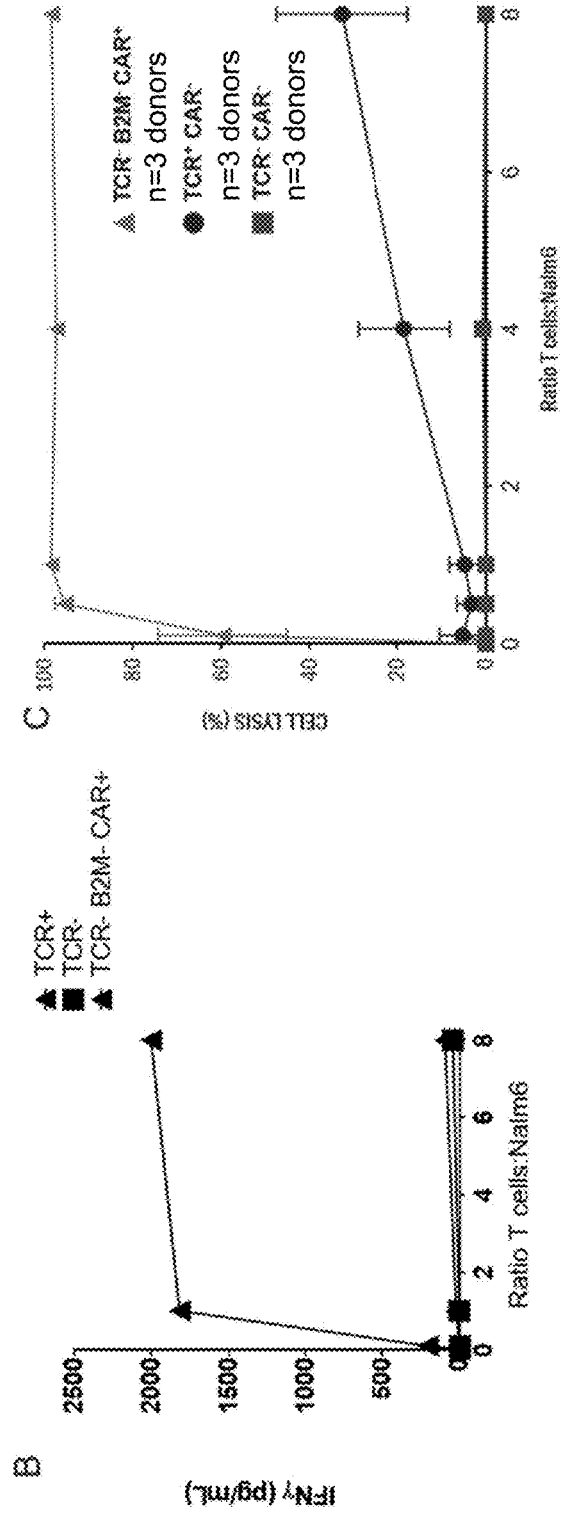 B
IFNγ (pg/mL)
2500
2000
1500
1000
500
0
0 2 4 6 8
Ratio T cells:Nalm6
TCR+
TCR-
TCR- B2M- CAR+
C
CELL LYSIS (%)
100
80
60
40
20
0
0 2 4 6 8
Ratio T cells:Nalm6
TCR⁻ B2M⁻ CAR⁺
n=3 donors
TCR⁺ CAR⁻
n=3 donors
TCR⁻ CAR⁻
n=3 donors